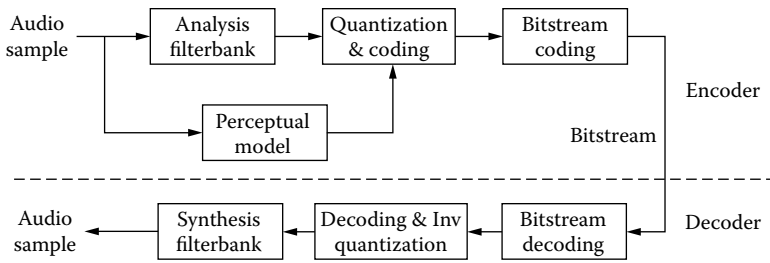 Audio
sample
Analysis
filterbank
Quantization
& coding
Bitstream
coding
Perceptual
model
Encoder
Bitstream
Audio
sample
Synthesis
filterbank
Decoding & Inv
quantization
Bitstream
decoding
Decoder